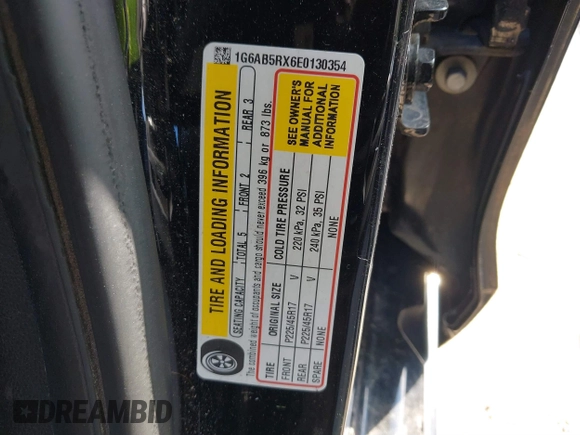 1G6AB5RX6E0130354
TIRE AND LOADING INFORMATION
SEATING CAPACITY TOTAL 5 FRONT 2 REAR 3
The combined weight of occupants and cargo should never exceed 396 kg or 873 lbs.
TIRE ORIGINAL SIZE COLD TIRE PRESSURE
FRONT P225/45R17 V 220 kPa, 32 PSI
REAR P225/45R17 V 240 kPa, 35 PSI
SPARE NONE NONE
SEE OWNER'S
MANUAL FOR
ADDITIONAL
INFORMATION
DREAMBID